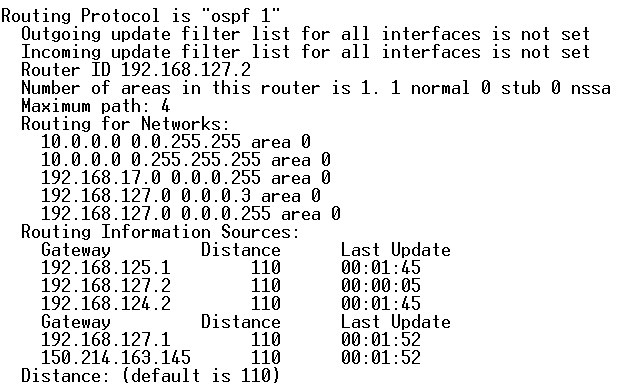 Routing Protocol is "ospf 1"
Outgoing update filter list for all interfaces is not set
Incoming update filter list for all interfaces is not set
Router ID 192.168.127.2
Number of areas in this router is 1. 1 normal 0 stub 0 nssa
Maximum path: 4
Routing for Networks:
10.0.0.0 0.0.255.255 area 0
10.0.0.0 0.255.255.255 area 0
192.168.17.0 0.0.0.255 area 0
192.168.127.0 0.0.0.3 area 0
192.168.127.0 0.0.0.255 area 0
Routing Information Sources:
Gateway Distance Last Update
192.168.125.1 110 00:01:45
192.168.127.2 110 00:00:05
192.168.124.2 110 00:01:45
Gateway Distance Last Update
192.168.127.1 110 00:01:52
150.214.163.145 110 00:01:52
Distance: (default is 110)